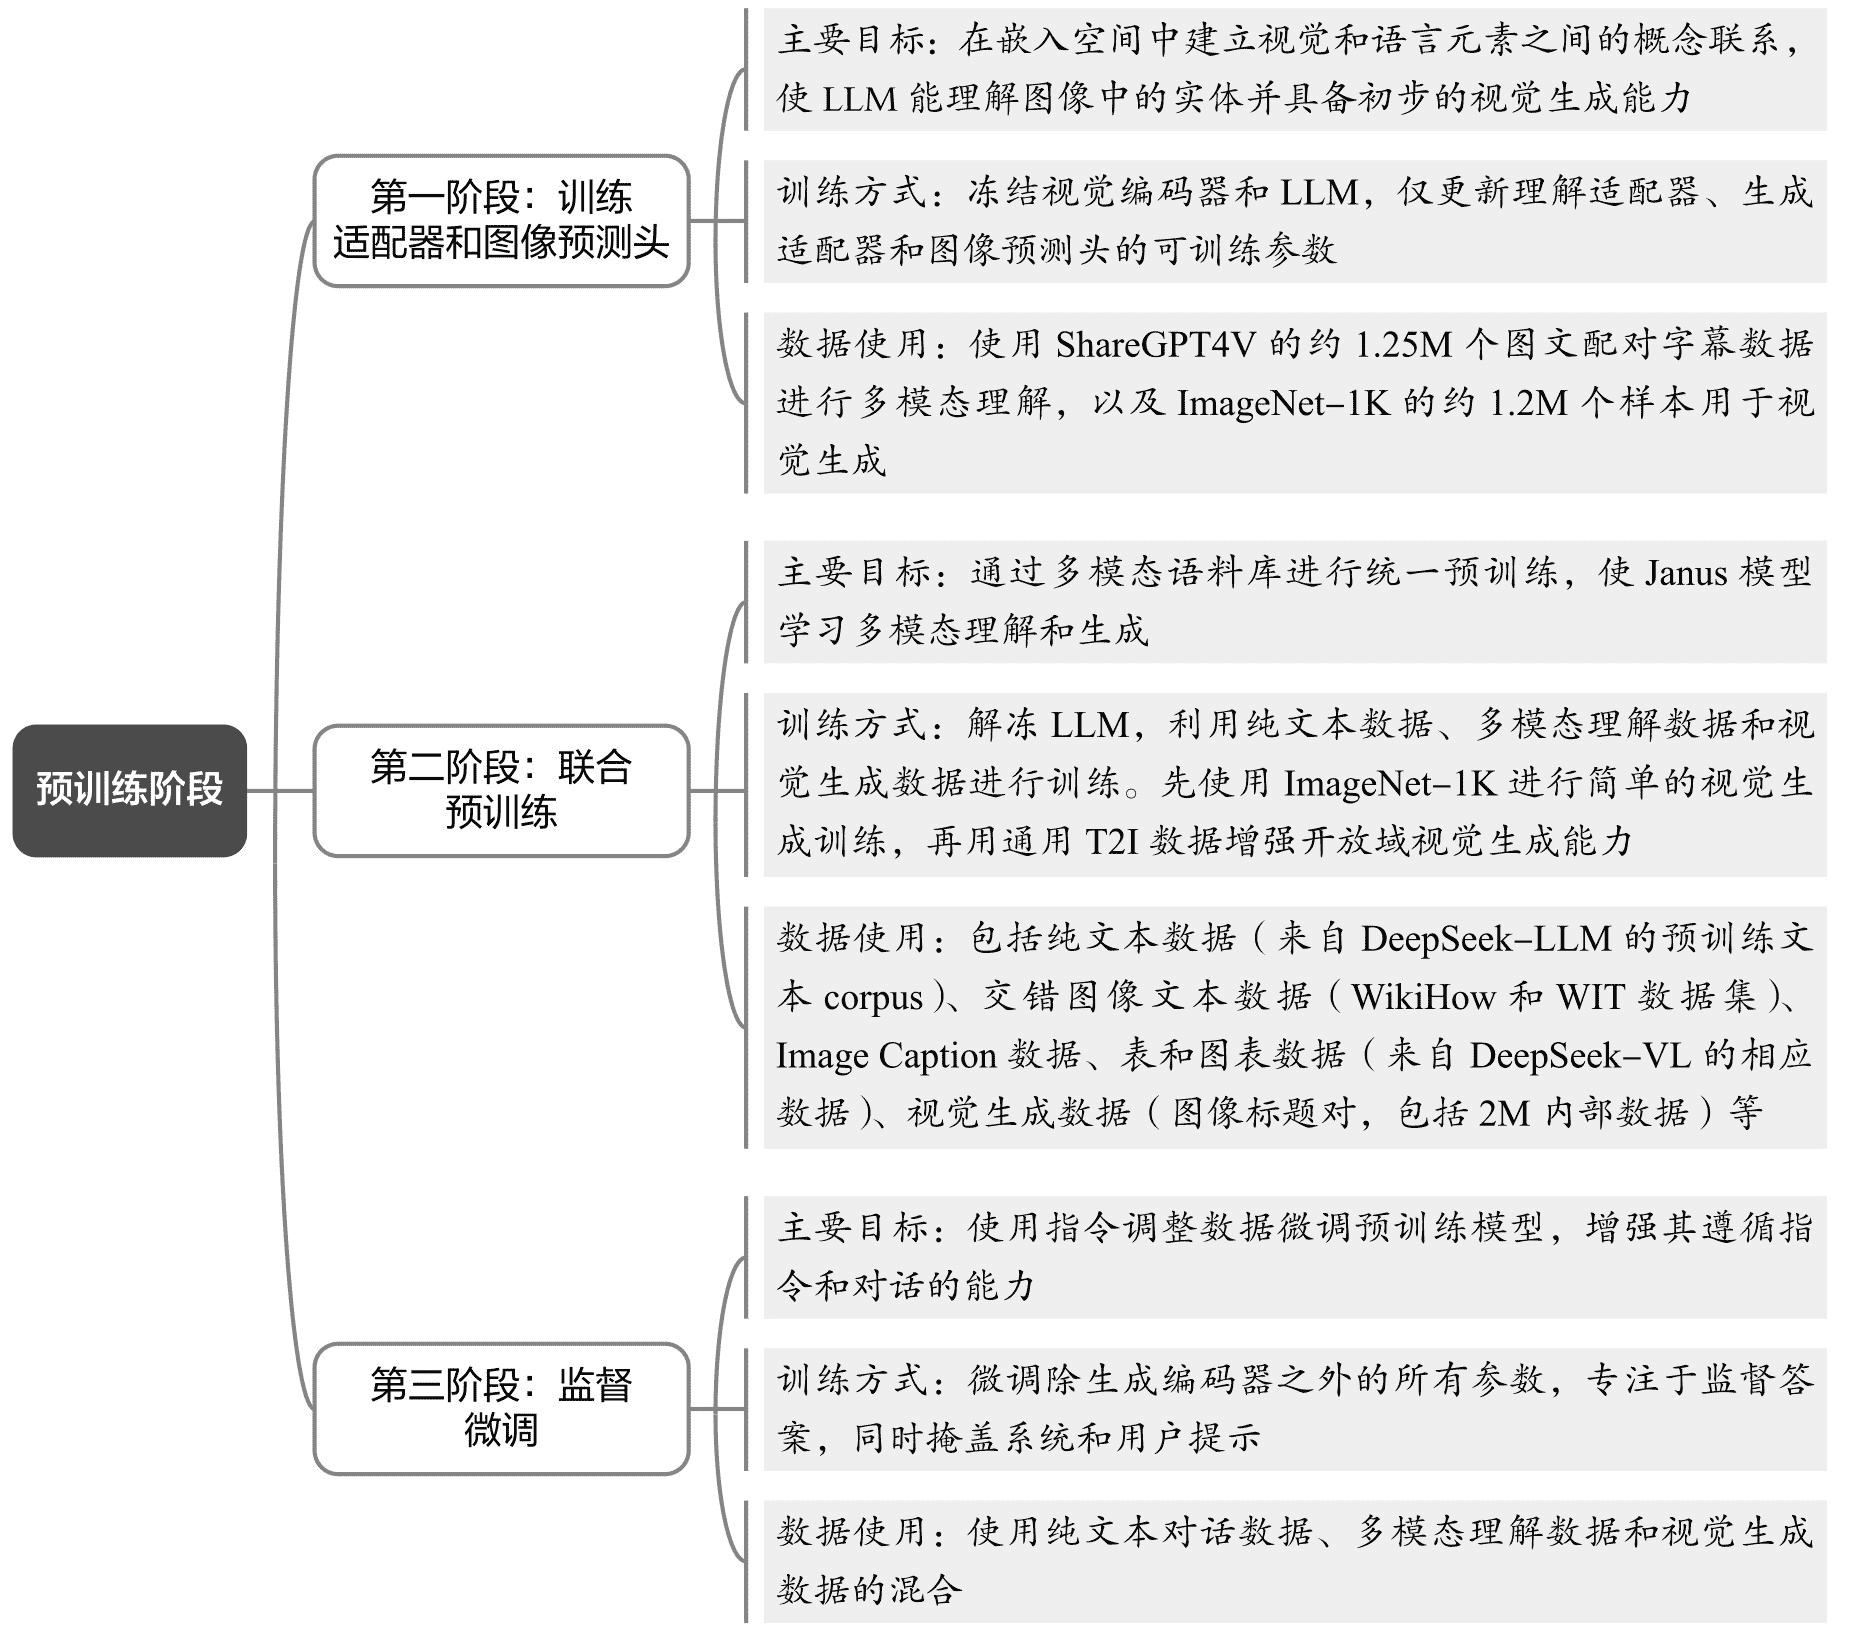 预训练阶段
第一阶段：训练
适配器和图像预测头
主要目标：在嵌入空间中建立视觉和语言元素之间的概念联系，
使 LLM 能理解图像中的实体并具备初步的视觉生成能力
训练方式：冻结视觉编码器和 LLM，仅更新理解适配器、生成
适配器和图像预测头的可训练参数
数据使用：使用 ShareGPT4V 的约 1.25M 个图文配对字幕数据
进行多模态理解，以及 ImageNet–1K 的约 1.2M 个样本用于视
觉生成
第二阶段：联合
预训练
主要目标：通过多模态语料库进行统一预训练，使 Janus 模型
学习多模态理解和生成
训练方式：解冻 LLM，利用纯文本数据、多模态理解数据和视
觉生成数据进行训练。先使用 ImageNet–1K 进行简单的视觉生
成训练，再用通用 T2I 数据增强开放域视觉生成能力
数据使用：包括纯文本数据（来自 DeepSeek–LLM 的预训练文
本 corpus）、交错图像文本数据（WikiHow 和 WIT 数据集）、
Image Caption 数据、表和图表数据（来自 DeepSeek–VL 的相应
数据）、视觉生成数据（图像标题对，包括 2M 内部数据）等
第三阶段：监督
微调
主要目标：使用指令调整数据微调预训练模型，增强其遵循指
令和对话的能力
训练方式：微调除生成编码器之外的所有参数，专注于监督答
案，同时掩盖系统和用户提示
数据使用：使用纯文本对话数据、多模态理解数据和视觉生成
数据的混合